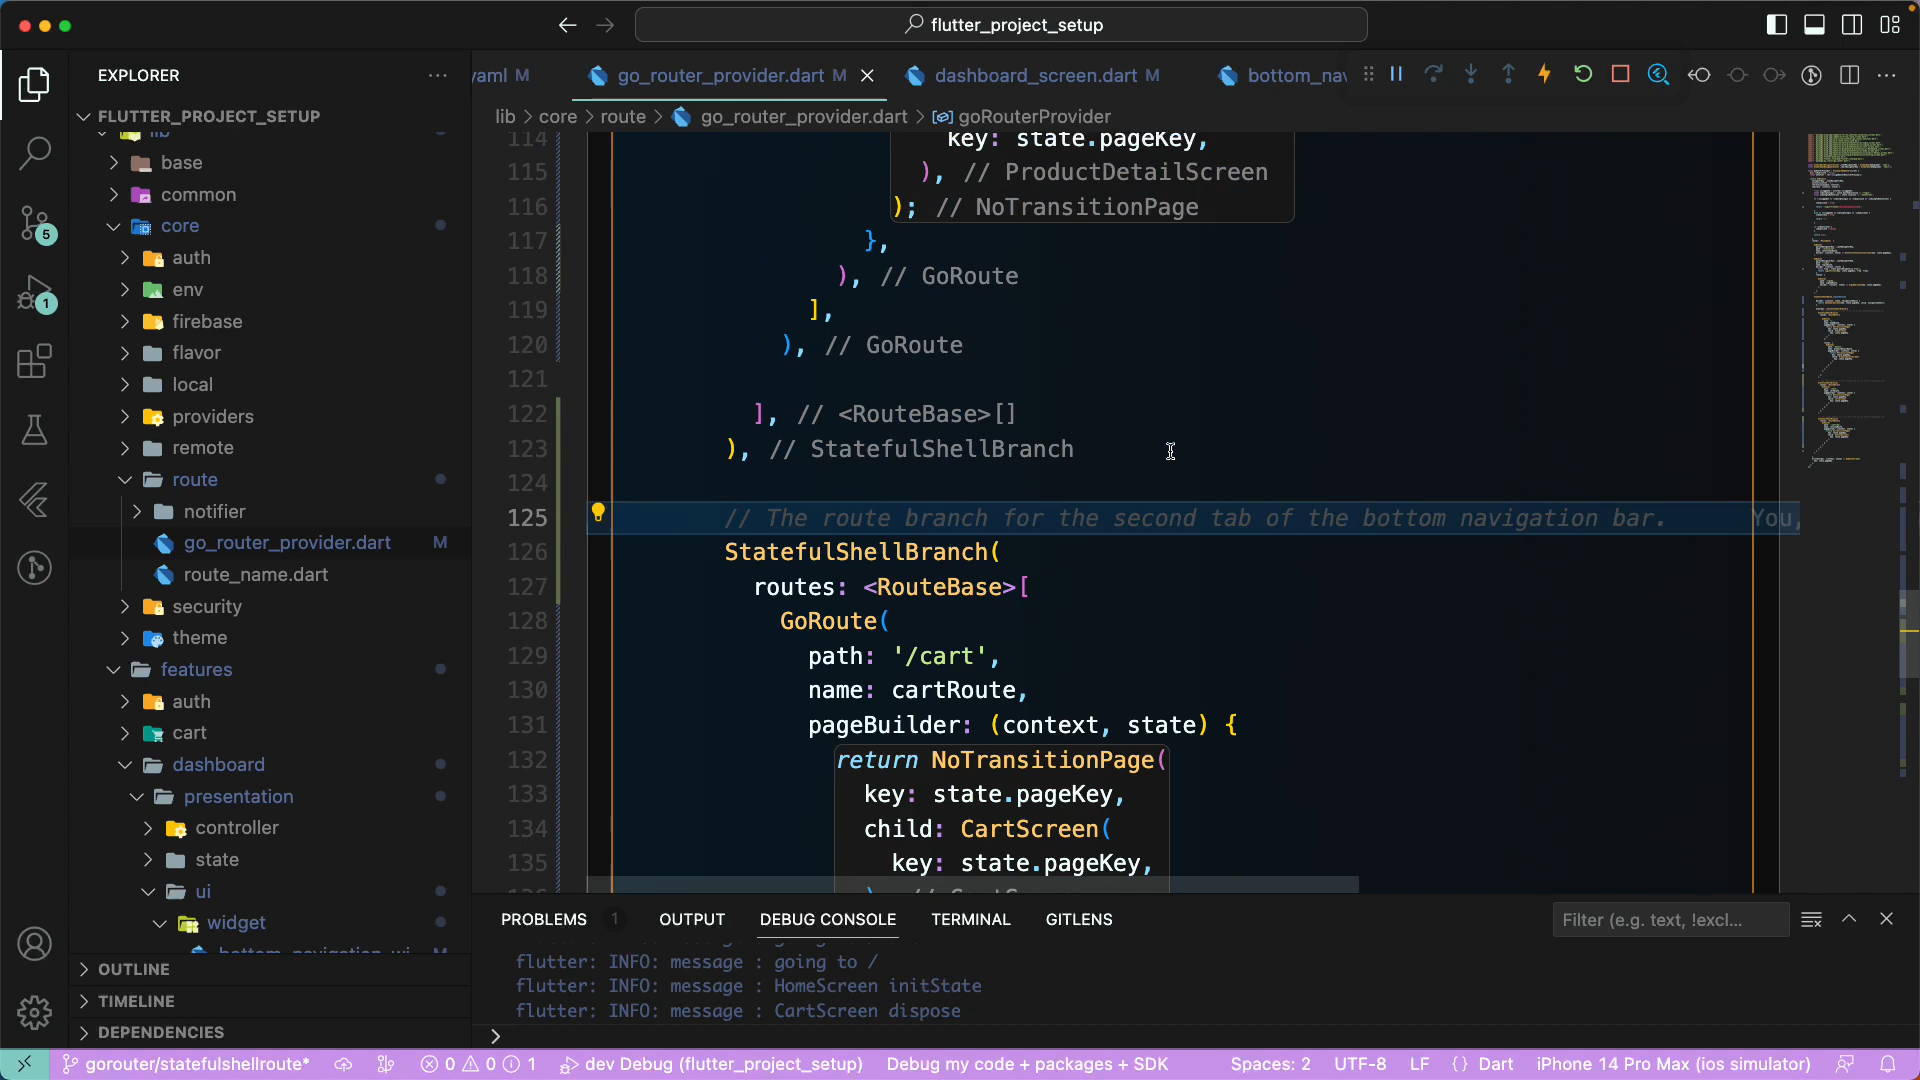 flutter_project_setup
EXPLORER
yaml M
go_router_provider.dart M
dashboard_screen.dart M
bottom_nav
FLUTTER_PROJECT_SETUP
lib > core > route > go_router_provider.dart > goRouterProvider
lib
base
common
core
auth
env
firebase
flavor
local
providers
remote
route
notifier
go_router_provider.dart M
route_name.dart
security
theme
features
auth
cart
dashboard
presentation
controller
state
ui
widget
OUTLINE
TIMELINE
DEPENDENCIES
5
1
114 key: state.pageKey,
115 ), // ProductDetailScreen
116 ); // NoTransitionPage
117 },
118 ), // GoRoute
119 ],
120 ), // GoRoute
121
122 ], // <RouteBase>[]
123 ), // StatefulShellBranch
124
125 // The route branch for the second tab of the bottom navigation bar. You,
126 StatefulShellBranch(
127 routes: <RouteBase>[
128 GoRoute(
129 path: '/cart',
130 name: cartRoute,
131 pageBuilder: (context, state) {
132 return NoTransitionPage(
133 key: state.pageKey,
134 child: CartScreen(
135 key: state.pageKey,
PROBLEMS 1 OUTPUT DEBUG CONSOLE TERMINAL GITLENS
Filter (e.g. text, !excl...
flutter: INFO: message : going to /
flutter: INFO: message : HomeScreen initState
flutter: INFO: message : CartScreen dispose
gorouter/statefulshellroute* 0 0 1 dev Debug (flutter_project_setup) Debug my code + packages + SDK Spaces: 2 UTF-8 LF {} Dart iPhone 14 Pro Max (ios simulator)